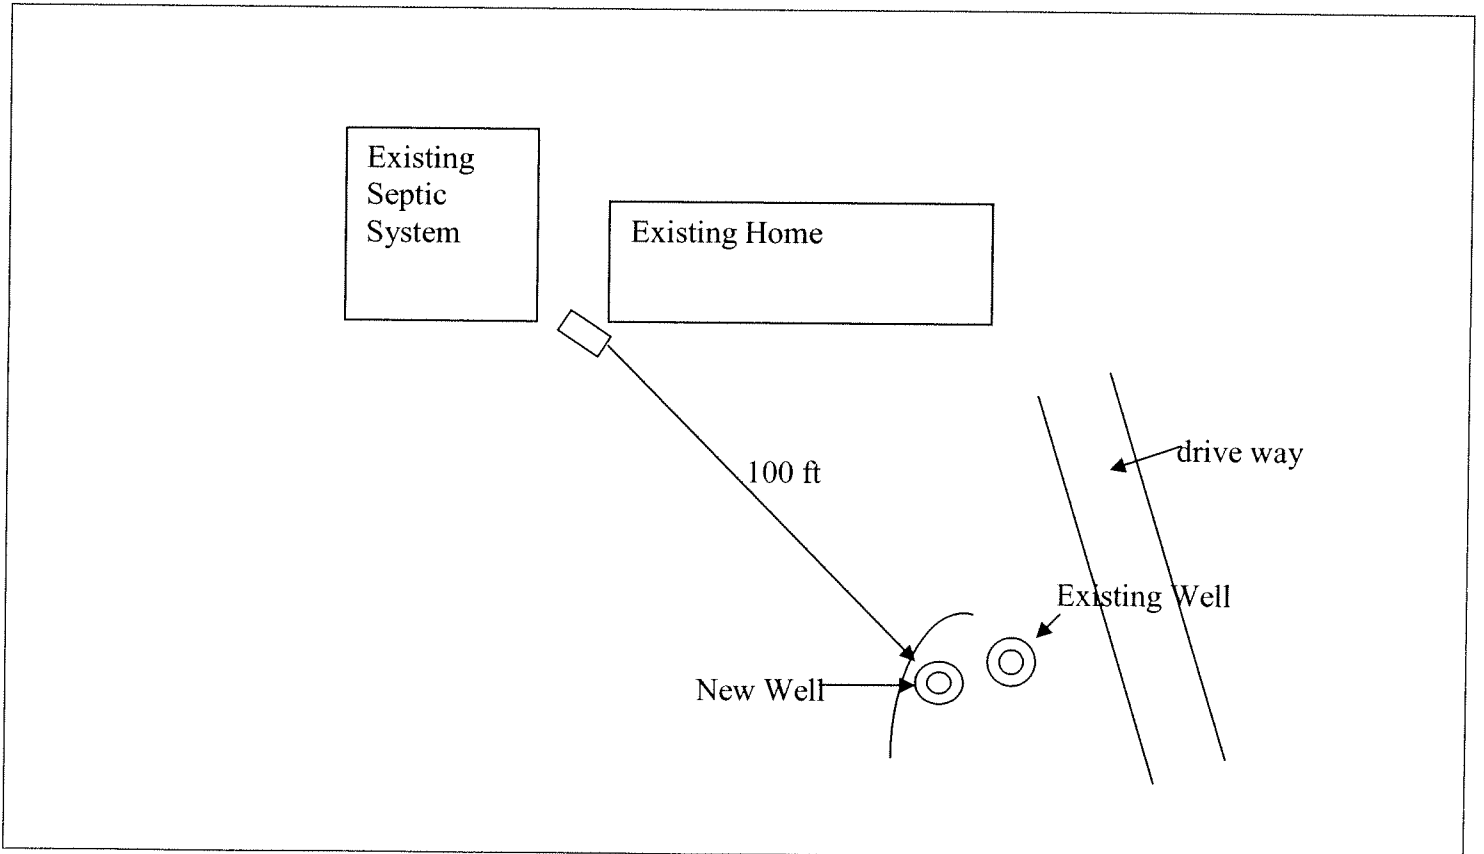 Existing
Septic
System
Existing Home
100 ft
drive way
Existing Well
New Well